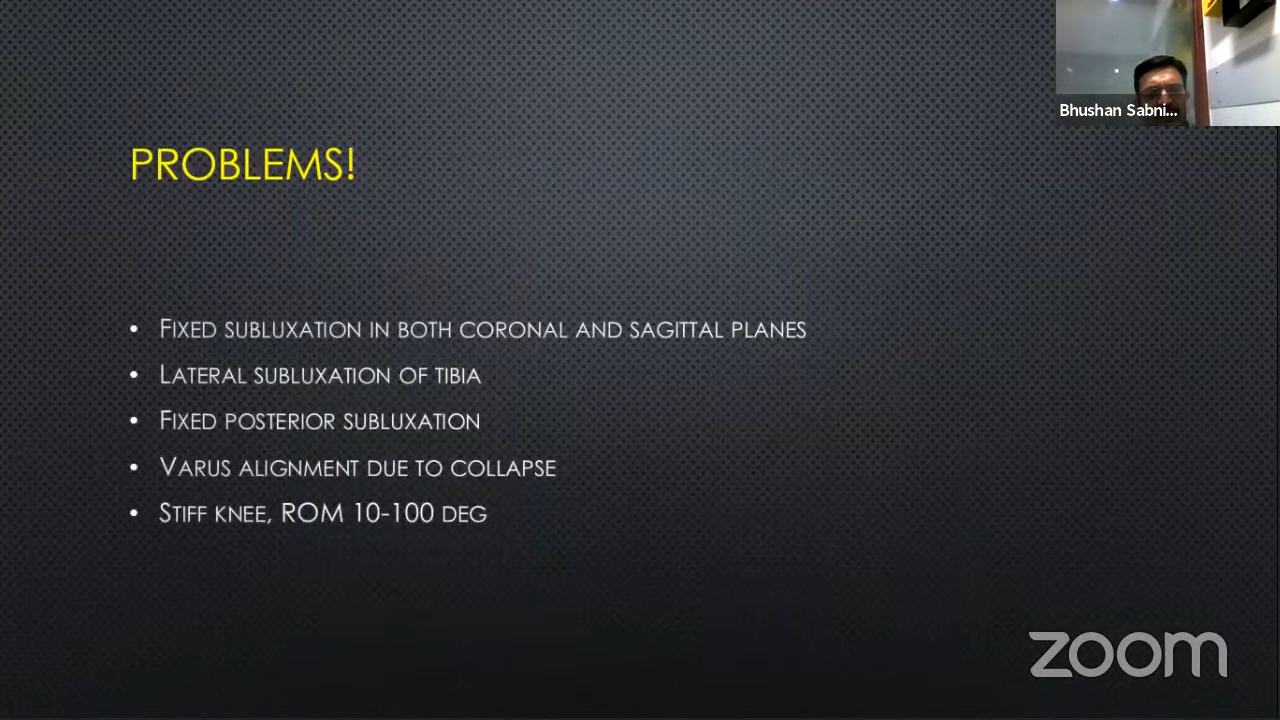 Bhushan Sabni...
PROBLEMS!
• FIXED SUBLUXATION IN BOTH CORONAL AND SAGITTAL PLANES
• LATERAL SUBLUXATION OF TIBIA
• FIXED POSTERIOR SUBLUXATION
• VARUS ALIGNMENT DUE TO COLLAPSE
• STIFF KNEE, ROM 10-100 DEG
zoom